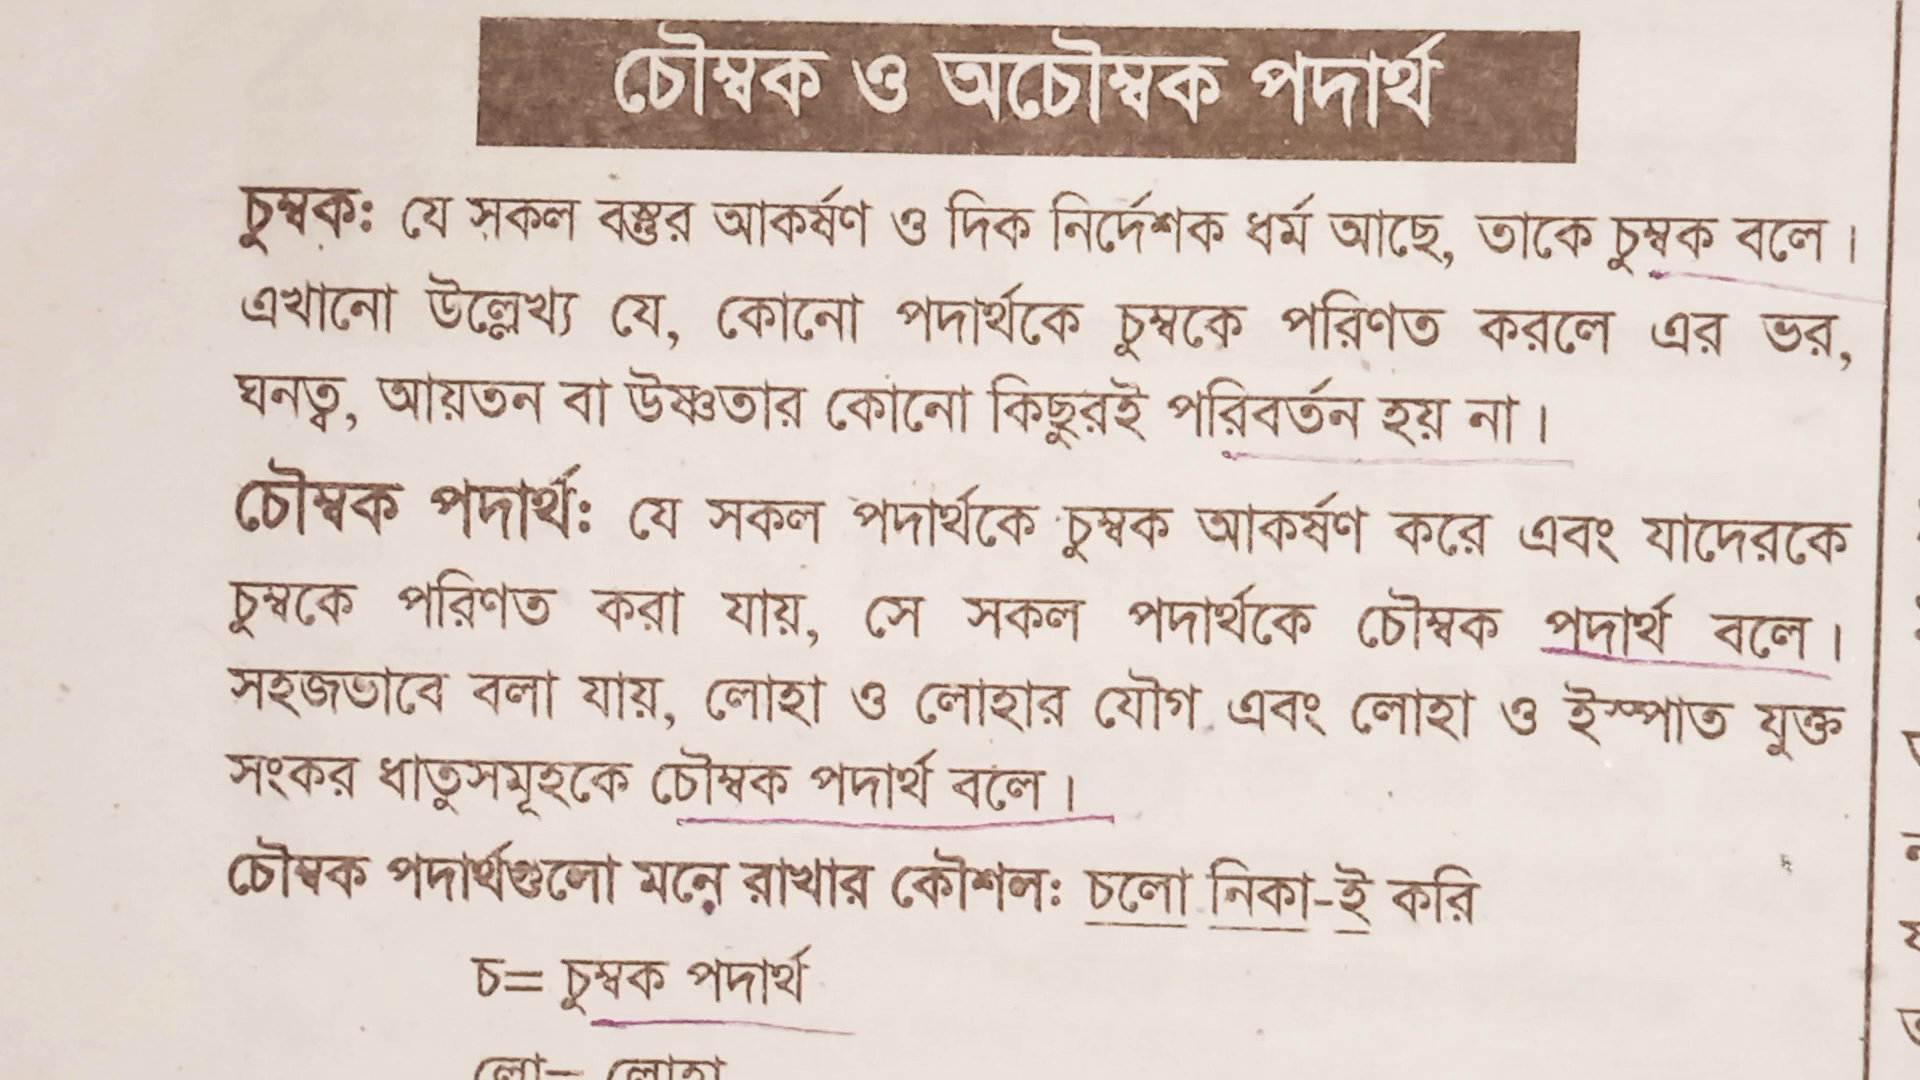 চৌম্বক ও অচৌম্বক পদার্থ
চুম্বক: যে সকল বস্তুর আকর্ষণ ও দিক নির্দেশক ধর্ম আছে, তাকে চুম্বক বলে।
এখানো উল্লেখ্য যে, কোনো পদার্থকে চুম্বকে পরিণত করলে এর ভর,
ঘনত্ব, আয়তন বা উষ্ণতার কোনো কিছুরই পরিবর্তন হয় না।
চৌম্বক পদার্থ: যে সকল পদার্থকে চুম্বক আকর্ষণ করে এবং যাদেরকে
চুম্বকে পরিণত করা যায়, সে সকল পদার্থকে চৌম্বক পদার্থ বলে।
সহজভাবে বলা যায়, লোহা ও লোহার যৌগ এবং লোহা ও ইস্পাত যুক্ত
সংকর ধাতুসমূহকে চৌম্বক পদার্থ বলে।
চৌম্বক পদার্থগুলো মনে রাখার কৌশল: চলো নিকা-ই করি
চ= চুম্বক পদার্থ